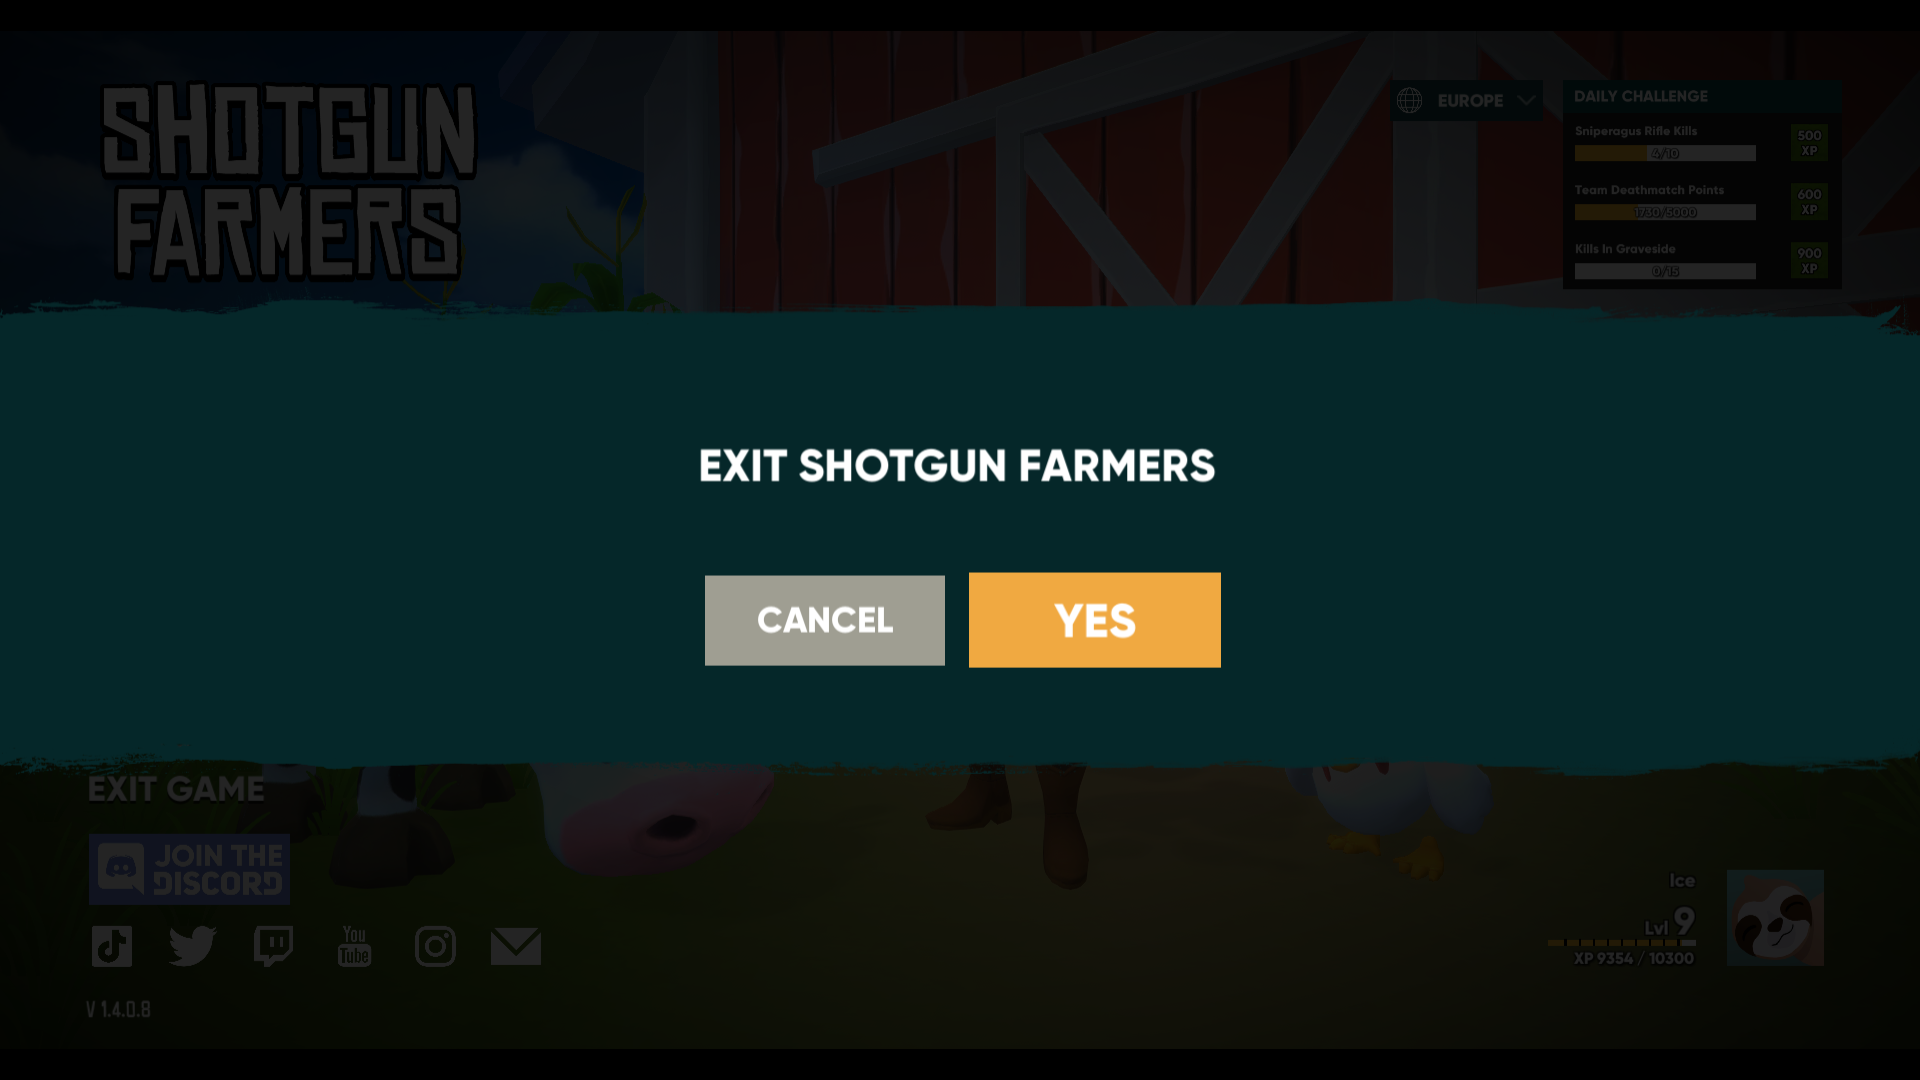 SHOTGUN
FARMERS
EUROPE
DAILY CHALLENGE
Sniperagus Rifle Kills
4/10
500
XP
Team Deathmatch Points
1730/5000
600
XP
Kills In Graveside
0/15
900
XP
EXIT SHOTGUN FARMERS
CANCEL
YES
EXIT GAME
JOIN THE
DISCORD
You
Tube
Ice
Lvl 9
XP 9354 / 10300
V 1.4.0.8